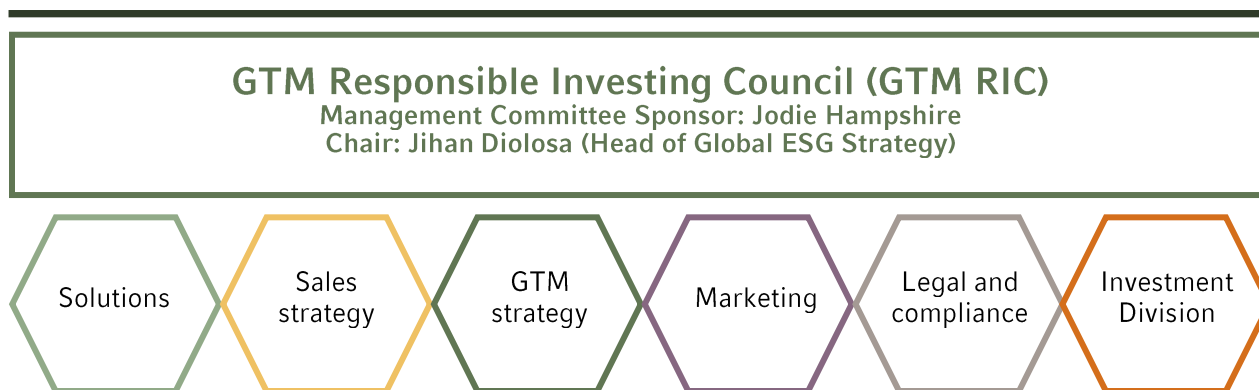 GTM Responsible Investing Council (GTM RIC)
Management Committee Sponsor: Jodie Hampshire
Chair: Jihan Diolosa (Head of Global ESG Strategy)
Solutions
Sales
strategy
GTM
strategy
Marketing
Legal and
compliance
Investment
Division